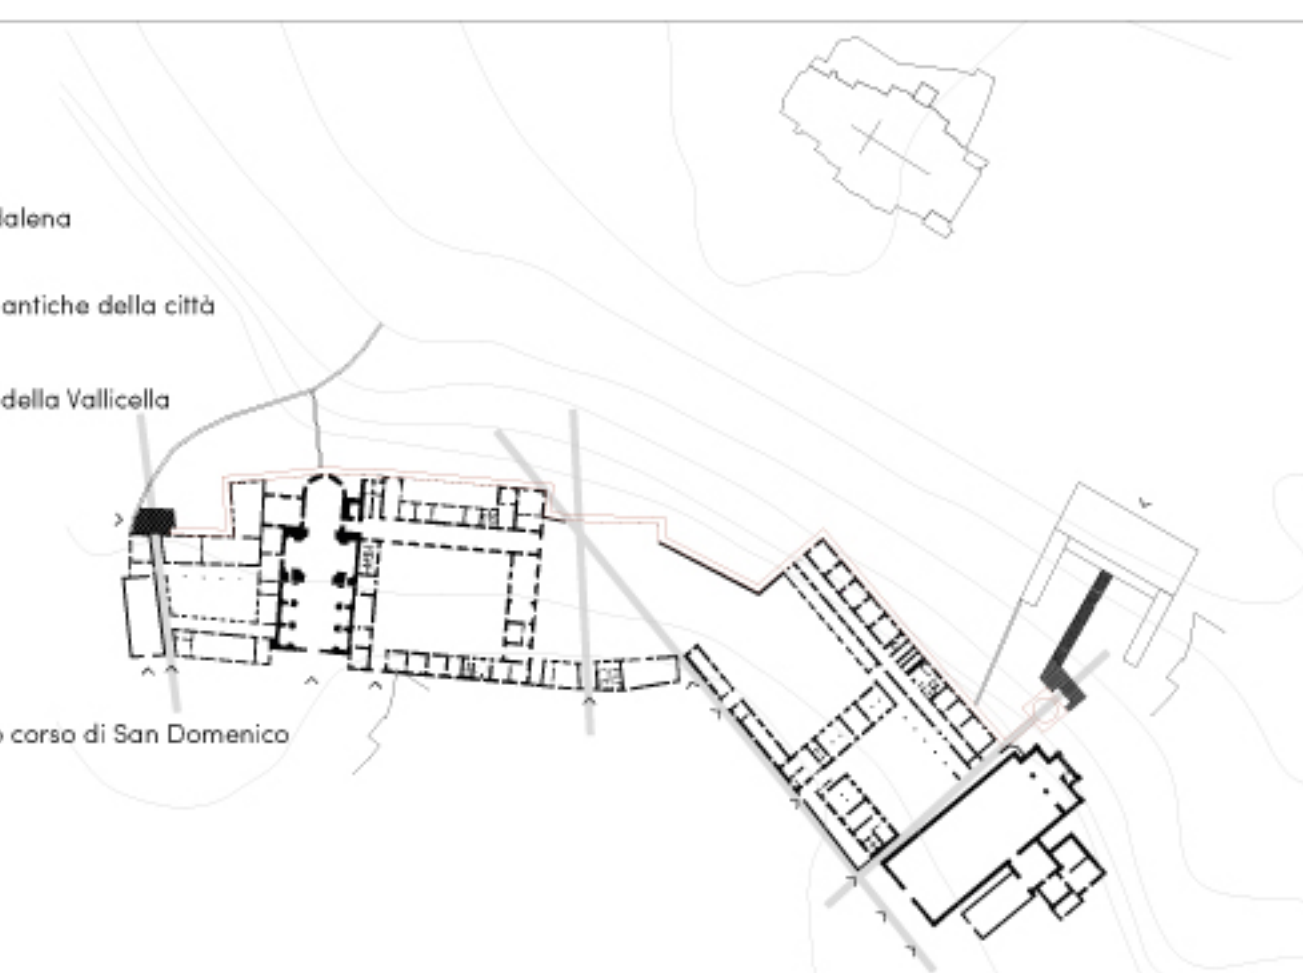 dalena
antiche della città
della Vallicella
corso di San Domenico